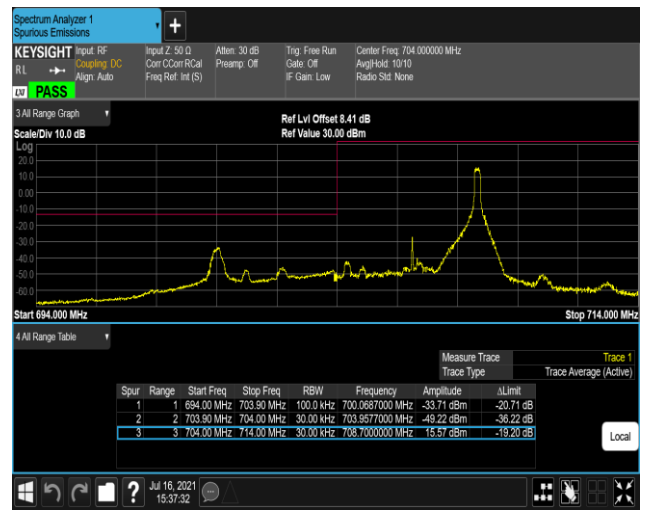 Spectrum Analyzer 1
Spurious Emissions
+
KEYSIGHT Input: RF Input Z: 50 Ω Atten: 30 dB Trig: Free Run Center Freq: 704.000000 MHz
RL Coupling: DC Corr CCorr RCal Preamp: Off Gate: Off Avg|Hold: 10/10
Align: Auto Freq Ref: Int (S) IF Gain: Low Radio Std: None
LXI PASS
3 All Range Graph
Ref Lvl Offset 8.41 dB
Scale/Div 10.0 dB Ref Value 30.00 dBm
Log
20.0
10.0
0.00
-10.0
-20.0
-30.0
-40.0
-50.0
-60.0
Start 694.000 MHz Stop 714.000 MHz
4 All Range Table
Measure Trace Trace 1
Trace Type Trace Average (Active)
Spur Range Start Freq Stop Freq RBW Frequency Amplitude ΔLimit
1 1 694.00 MHz 703.90 MHz 100.0 kHz 700.0687000 MHz -33.71 dBm -20.71 dB
2 2 703.90 MHz 704.00 MHz 30.00 kHz 703.9577000 MHz -49.22 dBm -36.22 dB
3 3 704.00 MHz 714.00 MHz 30.00 kHz 708.7000000 MHz 15.57 dBm -19.20 dB
Local
? Jul 16, 2021
15:37:32